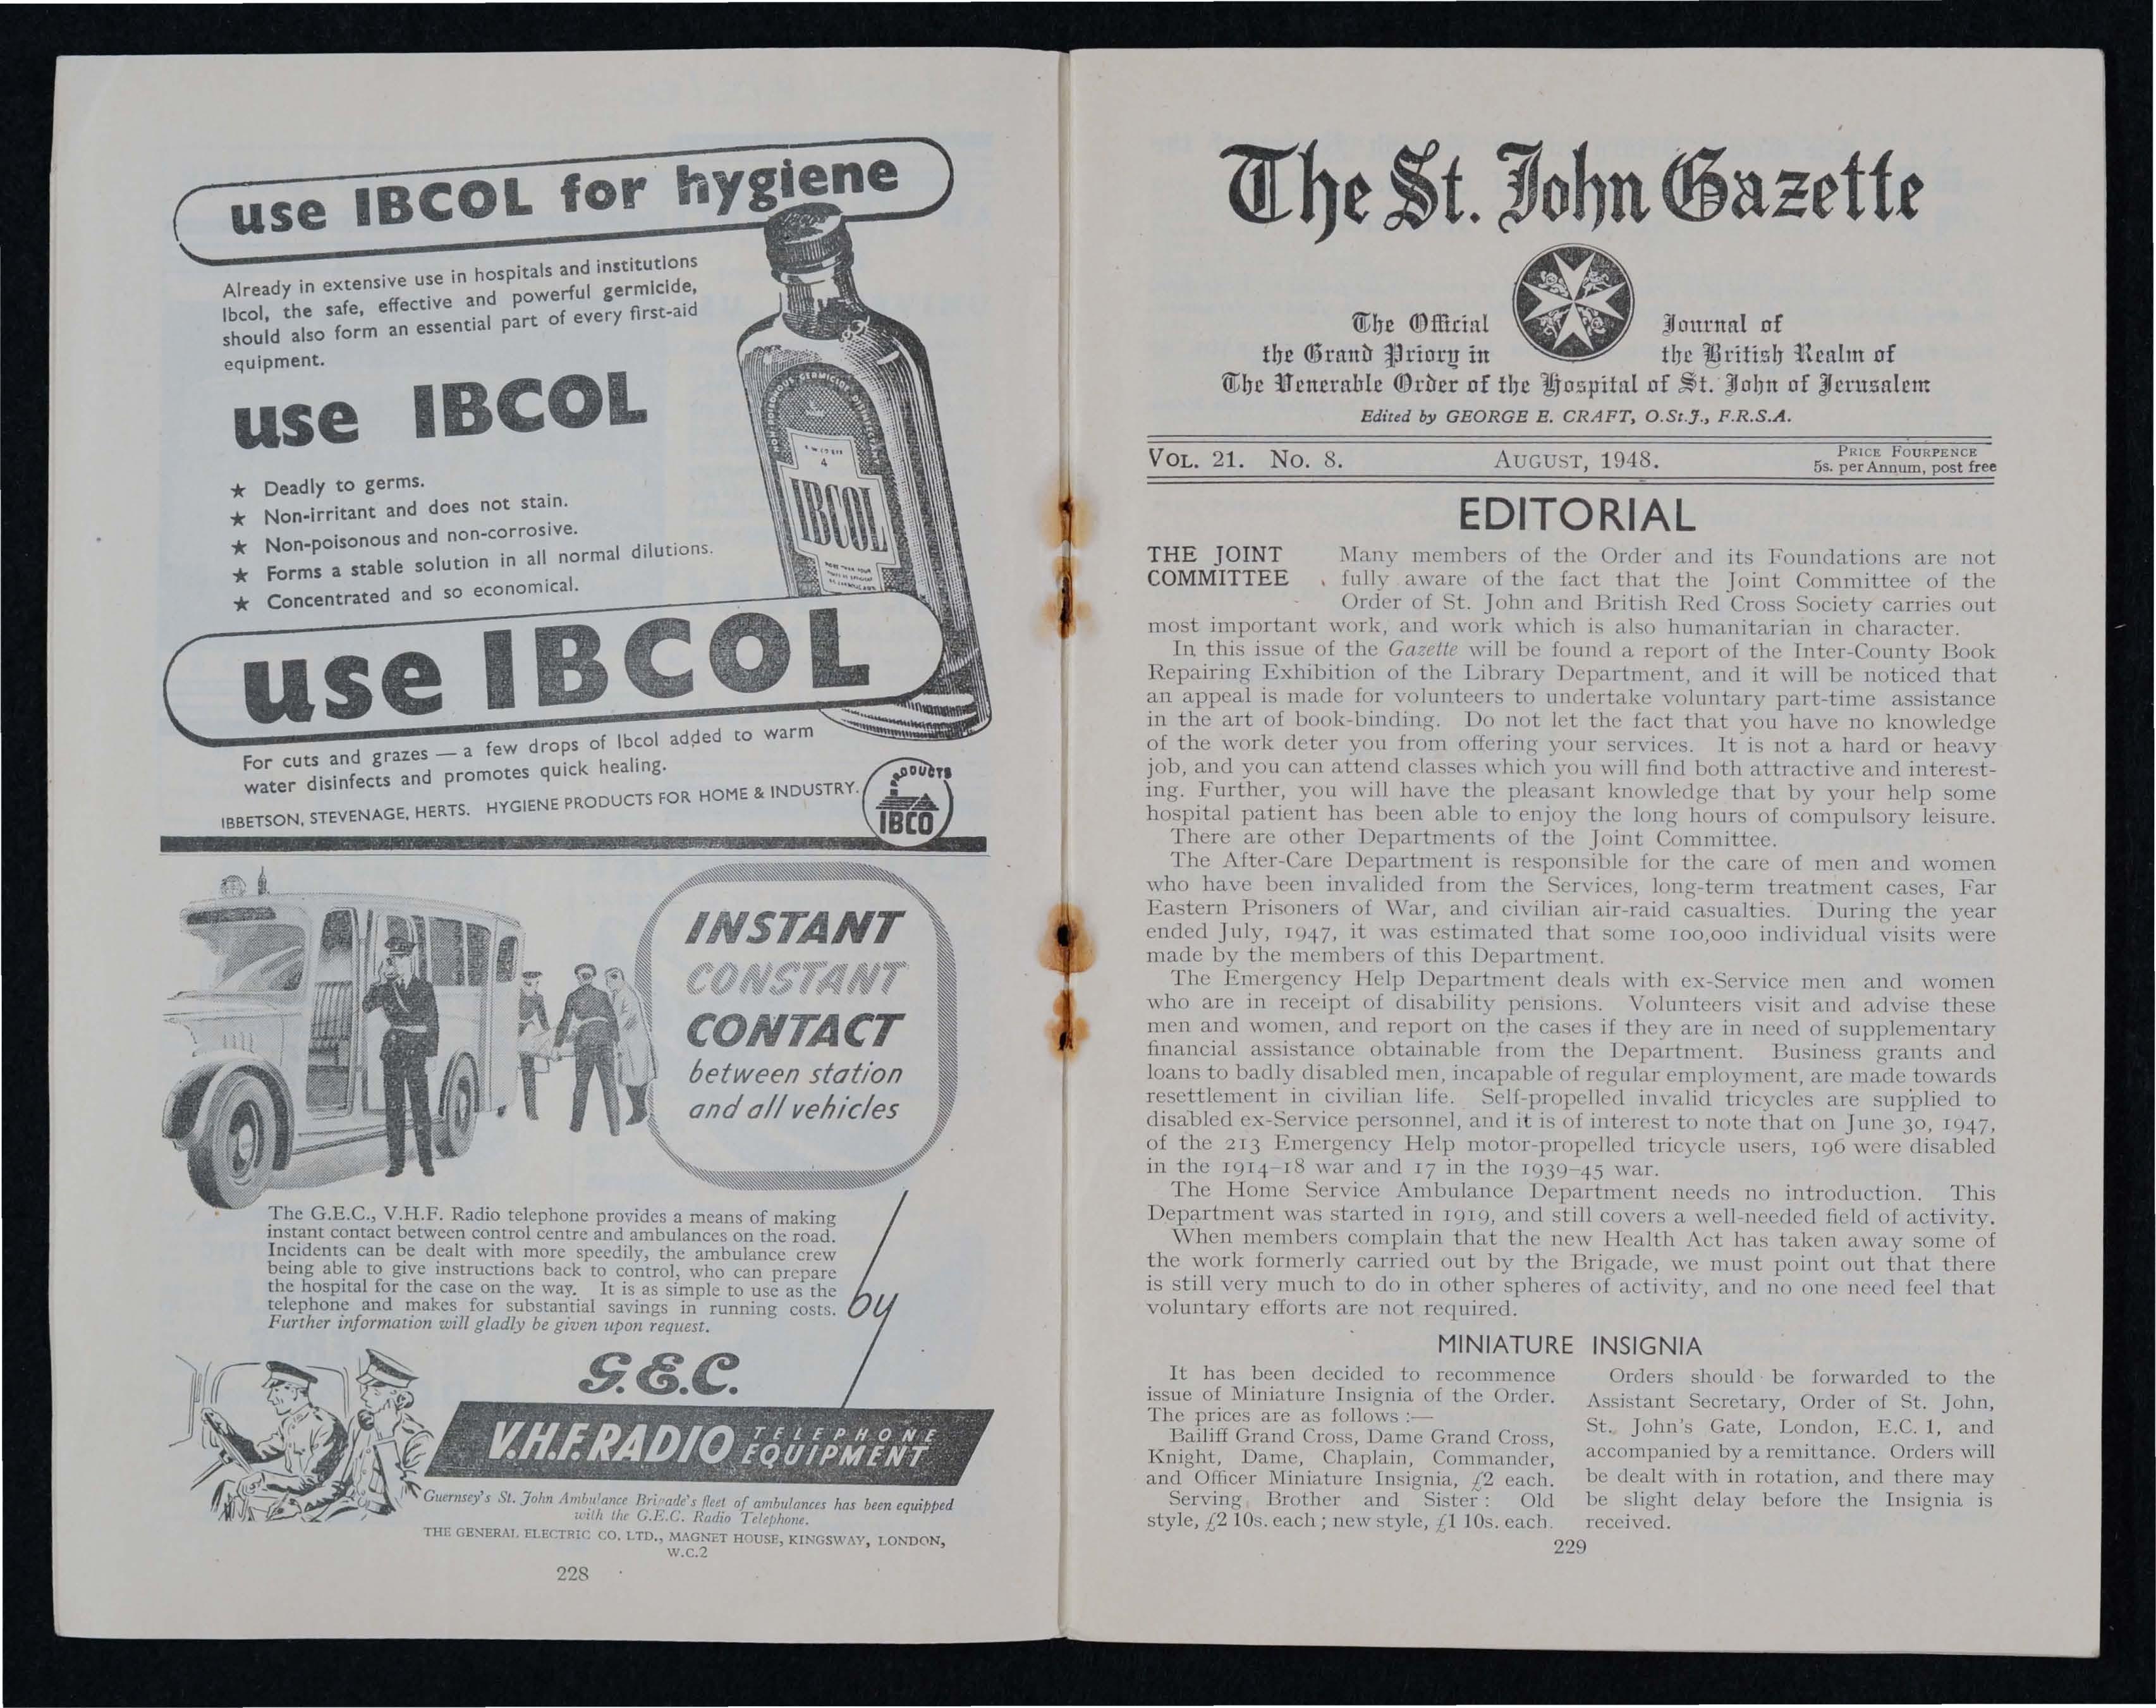 use IBCOL for hygiene
Already in extensive use in hospitals and institutions
Ibcol, the safe, effective and powerful germicide,
should also form an essential part of every first-aid
equipment.
use IBCOL
★ Deadly to germs.
★ Non-irritant and does not stain.
★ Non-poisonous and non-corrosive.
★ Forms a stable solution in all normal dilutions.
★ Concentrated and so economical.
4
IBCOL
use IBCOL
For cuts and grazes — a few drops of Ibcol added to warm
water disinfects and promotes quick healing.
IBBETSON, STEVENAGE, HERTS. HYGIENE PRODUCTS FOR HOME & INDUSTRY.
PRODUCTS
IBCO
INSTANT
CONSTANT
CONTACT
between station
and all vehicles
The G.E.C., V.H.F. Radio telephone provides a means of making
instant contact between control centre and ambulances on the road.
Incidents can be dealt with more speedily, the ambulance crew
being able to give instructions back to control, who can prepare
the hospital for the case on the way. It is as simple to use as the
telephone and makes for substantial savings in running costs.
Further information will gladly be given upon request.
by
G.E.C.
V.H.F. RADIO TELEPHONE
EQUIPMENT
Guernsey's St. John Ambulance Brigade's fleet of ambulances has been equipped
with the G.E.C. Radio Telephone.
THE GENERAL ELECTRIC CO. LTD., MAGNET HOUSE, KINGSWAY, LONDON,
W.C.2
228
The St. John Gazette
The Official Journal of
the Grand Priory in the British Realm of
The Venerable Order of the Hospital of St. John of Jerusalem
Edited by GEORGE E. CRAFT, O.St.J., F.R.S.A.
VOL. 21. No. 8. AUGUST, 1948. PRICE FOURPENCE
5s. per Annum, post free
EDITORIAL
THE JOINT
COMMITTEE
Many members of the Order and its Foundations are not
fully aware of the fact that the Joint Committee of the
Order of St. John and British Red Cross Society carries out
most important work, and work which is also humanitarian in character.
In this issue of the Gazette will be found a report of the Inter-County Book
Repairing Exhibition of the Library Department, and it will be noticed that
an appeal is made for volunteers to undertake voluntary part-time assistance
in the art of book-binding. Do not let the fact that you have no knowledge
of the work deter you from offering your services. It is not a hard or heavy
job, and you can attend classes which you will find both attractive and interest-
ing. Further, you will have the pleasant knowledge that by your help some
hospital patient has been able to enjoy the long hours of compulsory leisure.
There are other Departments of the Joint Committee.
The After-Care Department is responsible for the care of men and women
who have been invalided from the Services, long-term treatment cases, Far
Eastern Prisoners of War, and civilian air-raid casualties. During the year
ended July, 1947, it was estimated that some 100,000 individual visits were
made by the members of this Department.
The Emergency Help Department deals with ex-Service men and women
who are in receipt of disability pensions. Volunteers visit and advise these
men and women, and report on the cases if they are in need of supplementary
financial assistance obtainable from the Department. Business grants and
loans to badly disabled men, incapable of regular employment, are made towards
resettlement in civilian life. Self-propelled invalid tricycles are supplied to
disabled ex-Service personnel, and it is of interest to note that on June 30, 1947,
of the 213 Emergency Help motor-propelled tricycle users, 196 were disabled
in the 1914–18 war and 17 in the 1939–45 war.
The Home Service Ambulance Department needs no introduction. This
Department was started in 1919, and still covers a well-needed field of activity.
When members complain that the new Health Act has taken away some of
the work formerly carried out by the Brigade, we must point out that there
is still very much to do in other spheres of activity, and no one need feel that
voluntary efforts are not required.
MINIATURE INSIGNIA
It has been decided to recommence
issue of Miniature Insignia of the Order.
The prices are as follows :—
Bailiff Grand Cross, Dame Grand Cross,
Knight, Dame, Chaplain, Commander,
and Officer Miniature Insignia, £2 each.
Serving Brother and Sister : Old
style, £2 10s. each ; new style, £1 10s. each.
Orders should be forwarded to the
Assistant Secretary, Order of St. John,
St. John's Gate, London, E.C. 1, and
accompanied by a remittance. Orders will
be dealt with in rotation, and there may
be slight delay before the Insignia is
received.
229